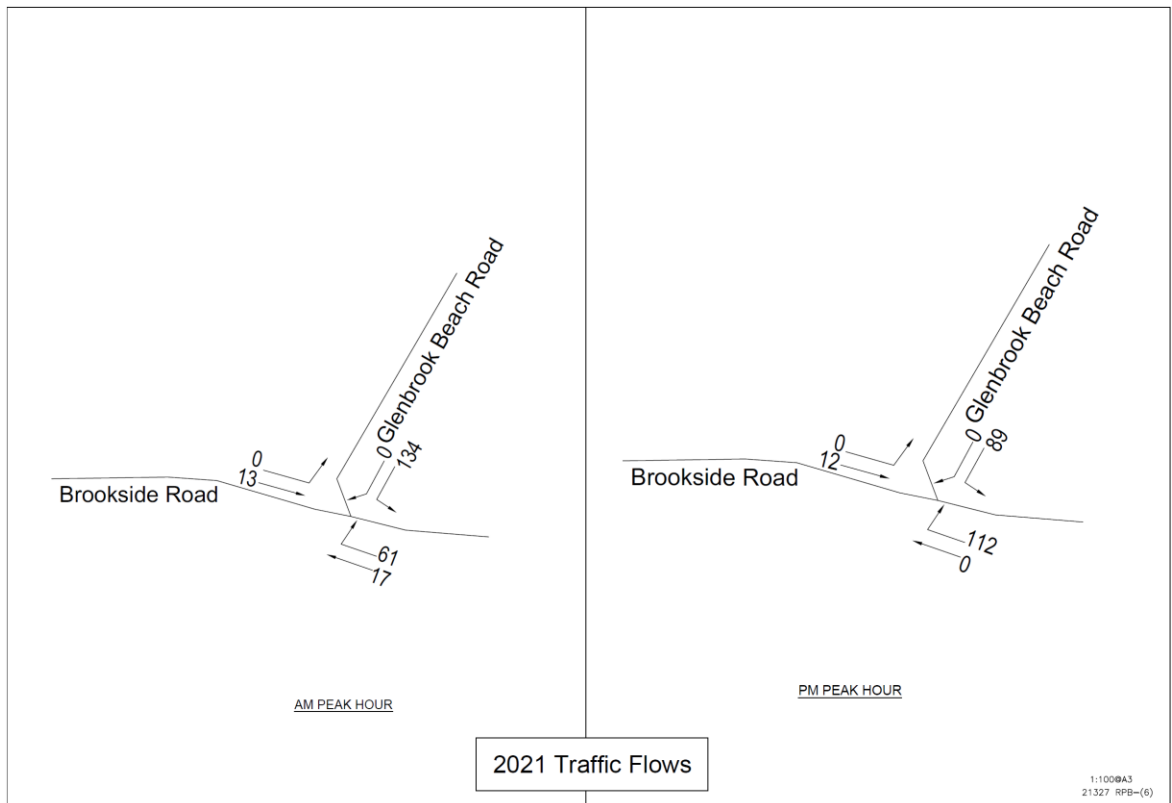 Glenbrook Beach Road
0
134
0
13
Brookside Road
61
17
AM PEAK HOUR
Glenbrook Beach Road
0
89
0
12
Brookside Road
112
0
PM PEAK HOUR
2021 Traffic Flows
1:100@A3
21327 RPB-(6)